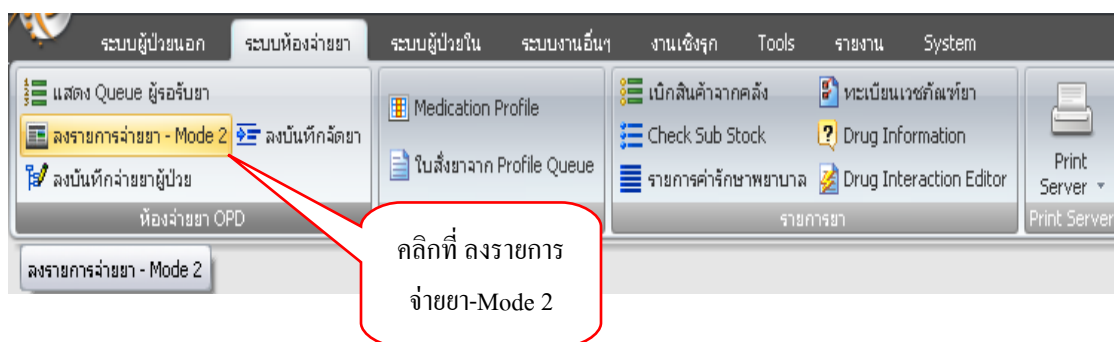 ระบบผู้ป่วยนอก ระบบห้องจ่ายยา ระบบผู้ป่วยใน ระบบงานอื่นๆ งานเชิงรุก Tools รายงาน System
แสดง Queue ผู้รอรับยา
ลงรายการจ่ายยา - Mode 2 ลงบันทึกจัดยา
ลงบันทึกจ่ายยาผู้ป่วย
ห้องจ่ายยา OPD
Medication Profile
ใบสั่งยาจาก Profile Queue
เบิกสินค้าจากคลัง ทะเบียนเวชภัณฑ์ยา
Check Sub Stock Drug Information
รายการค่ารักษาพยาบาล Drug Interaction Editor
รายการยา
Print
Server
Print Server
ลงรายการจ่ายยา - Mode 2
คลิกที่ ลงรายการ
จ่ายยา-Mode 2